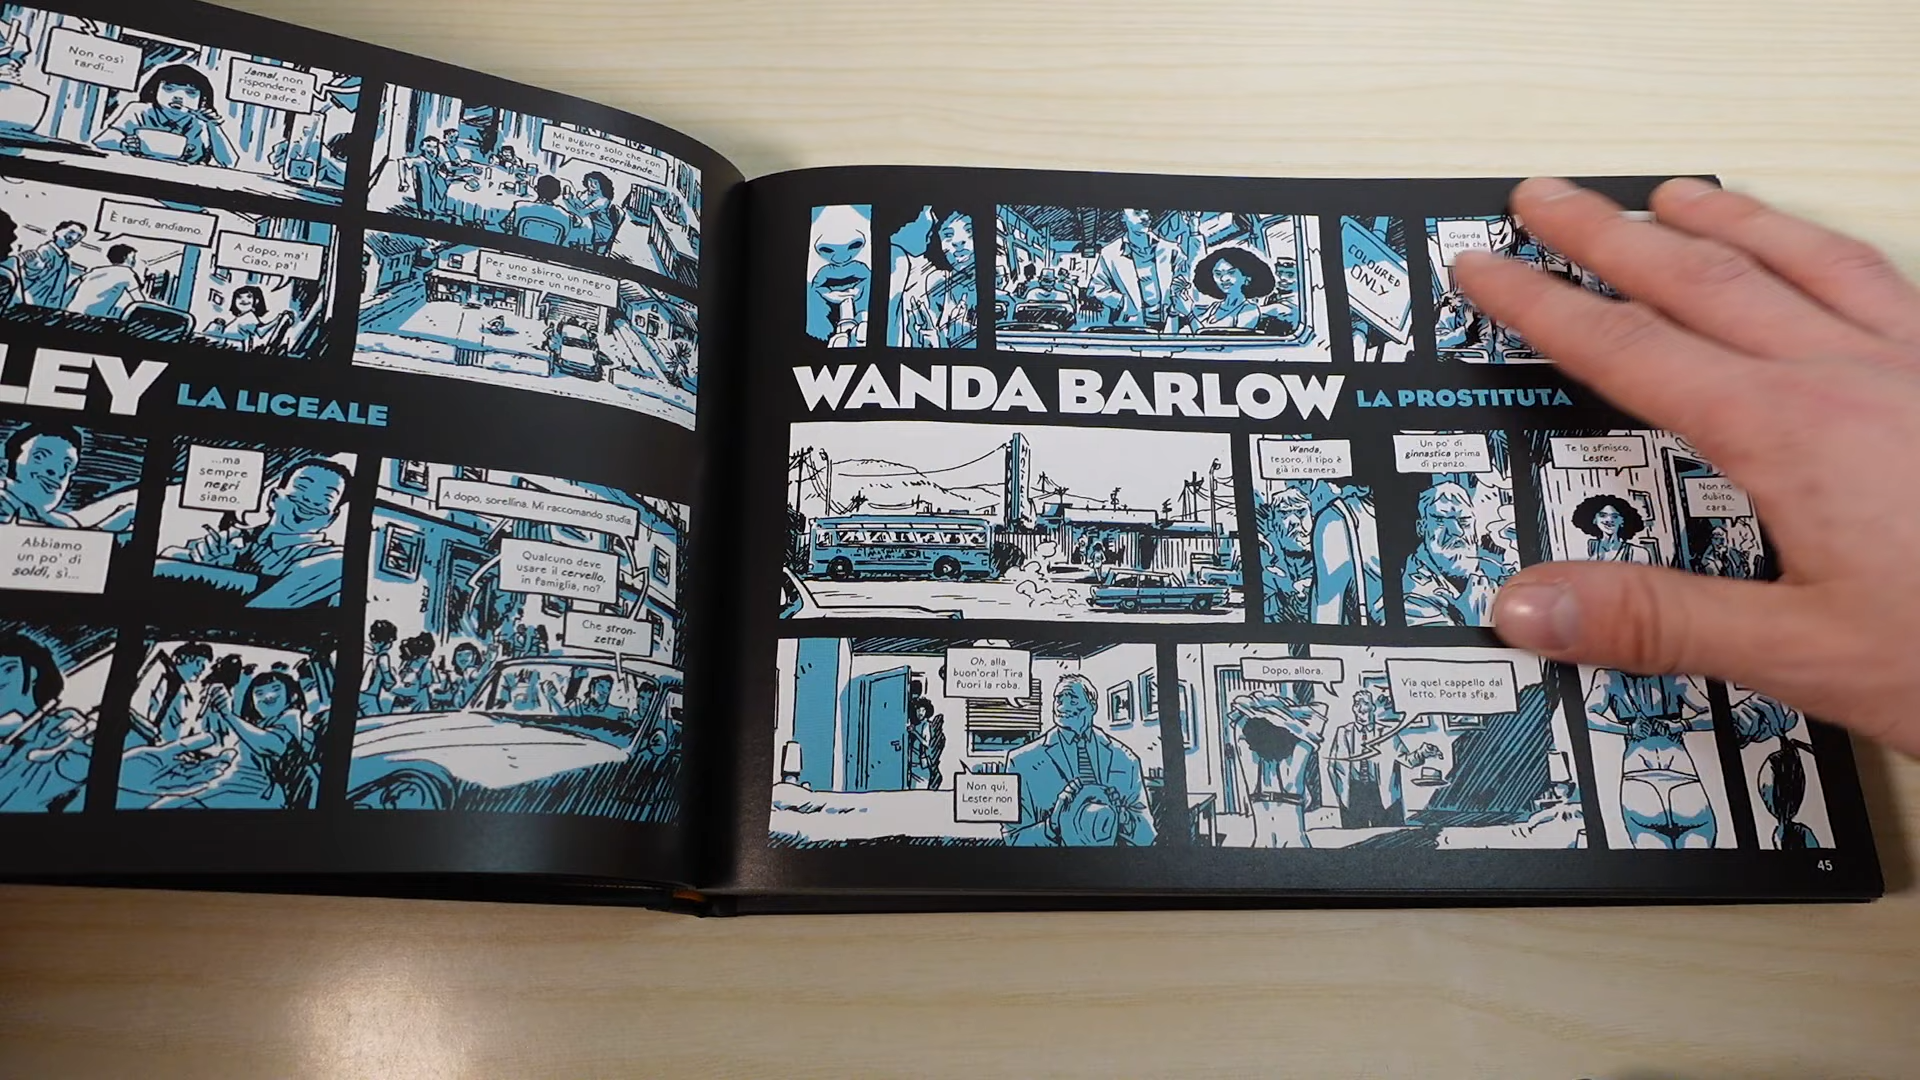 Non così
tardi...
Jamal, non
rispondere a
tuo padre.
Mi auguro solo che con
le vostre scorribande...
È tardi, andiamo.
A dopo, ma'!
Ciao, pa'!
Per uno sbirro, un negro
è sempre un negro...
LEY LA LICEALE
Abbiamo
un po' di
soldi, sì...
...ma
sempre
negri
siamo.
A dopo, sorellina. Mi raccomando studia.
Qualcuno deve
usare il cervello,
in famiglia, no?
Che stron-
zetta!
COLOURED
ONLY
Guarda
quella che
WANDA BARLOW LA PROSTITUTA
MOTEL
Wanda,
tesoro, il tipo è
già in camera.
Un po' di
ginnastica prima
di pranzo.
Te lo sfinisco,
Lester.
Non ne
dubito,
cara...
Oh, alla
buon'ora! Tira
fuori la roba.
Non qui,
Lester non
vuole.
Dopo, allora.
Via quel cappello dal
letto. Porta sfiga.
45